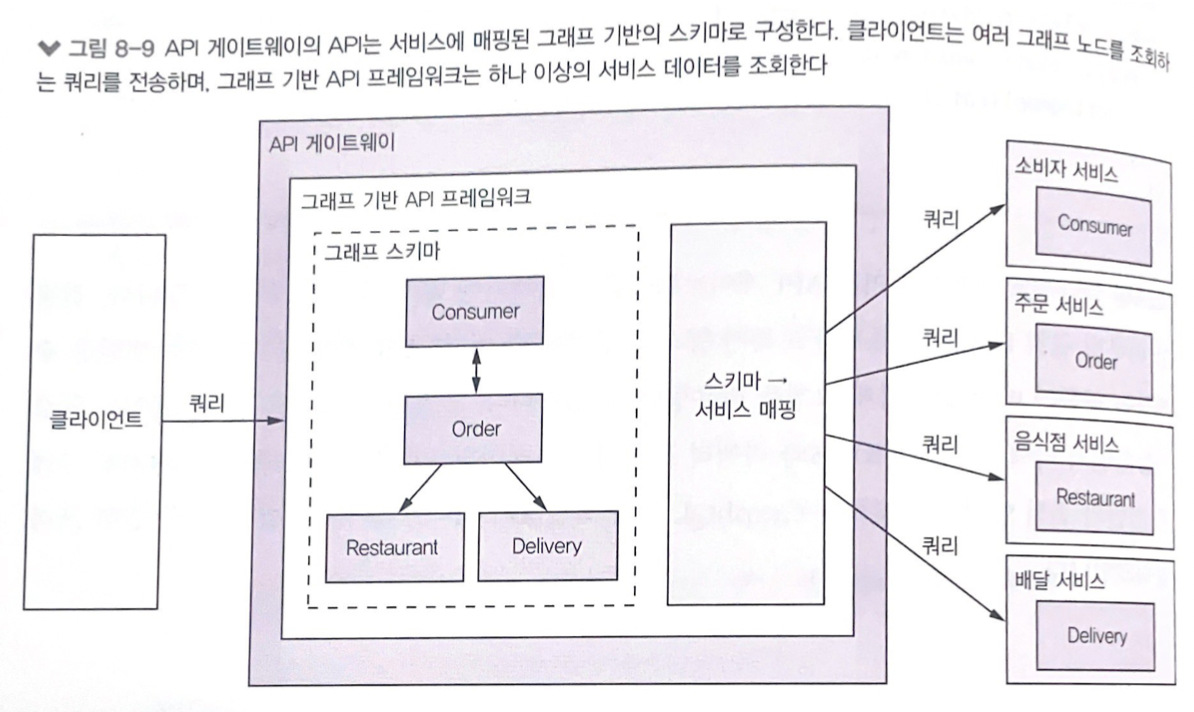 그림 8-9 API 게이트웨이의 API는 서비스에 매핑된 그래프 기반의 스키마로 구성한다. 클라이언트는 여러 그래프 노드를 조회하
는 쿼리를 전송하며, 그래프 기반 API 프레임워크는 하나 이상의 서비스 데이터를 조회한다
API 게이트웨이
그래프 기반 API 프레임워크
그래프 스키마
Consumer
Order
Restaurant
Delivery
클라이언트
쿼리
스키마 →
서비스 매핑
쿼리
쿼리
쿼리
쿼리
소비자 서비스
Consumer
주문 서비스
Order
음식점 서비스
Restaurant
배달 서비스
Delivery